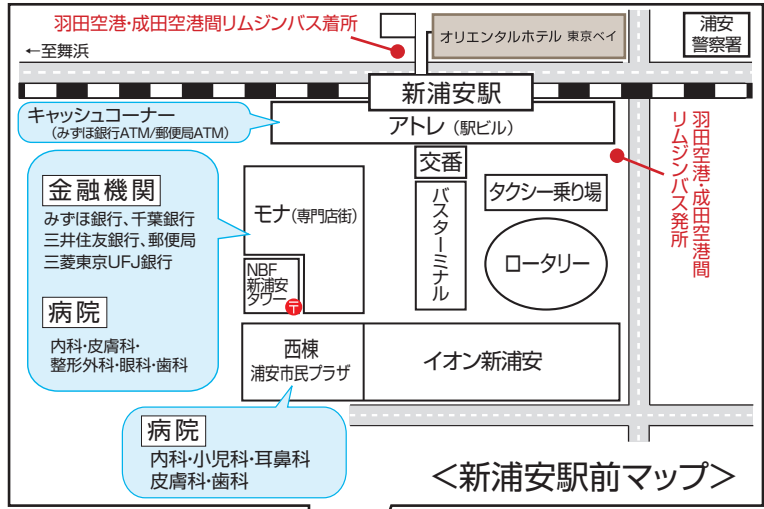 羽田空港・成田空港間リムジンバス着所
←至舞浜
オリエンタルホテル 東京ベイ
浦安
警察署
新浦安駅
キャッシュコーナー
（みずほ銀行ATM/郵便局ATM）
アトレ（駅ビル）
羽田空港・成田空港間
リムジンバス発所
交番
タクシー乗り場
バスターミナル
ロータリー
金融機関
みずほ銀行、千葉銀行
三井住友銀行、郵便局
三菱東京UFJ銀行
病院
内科・皮膚科・
整形外科・眼科・歯科
モナ（専門店街）
NBF
新浦安
タワー
〒
西棟
浦安市民プラザ
イオン新浦安
病院
内科・小児科・耳鼻科
皮膚科・歯科
＜新浦安駅前マップ＞